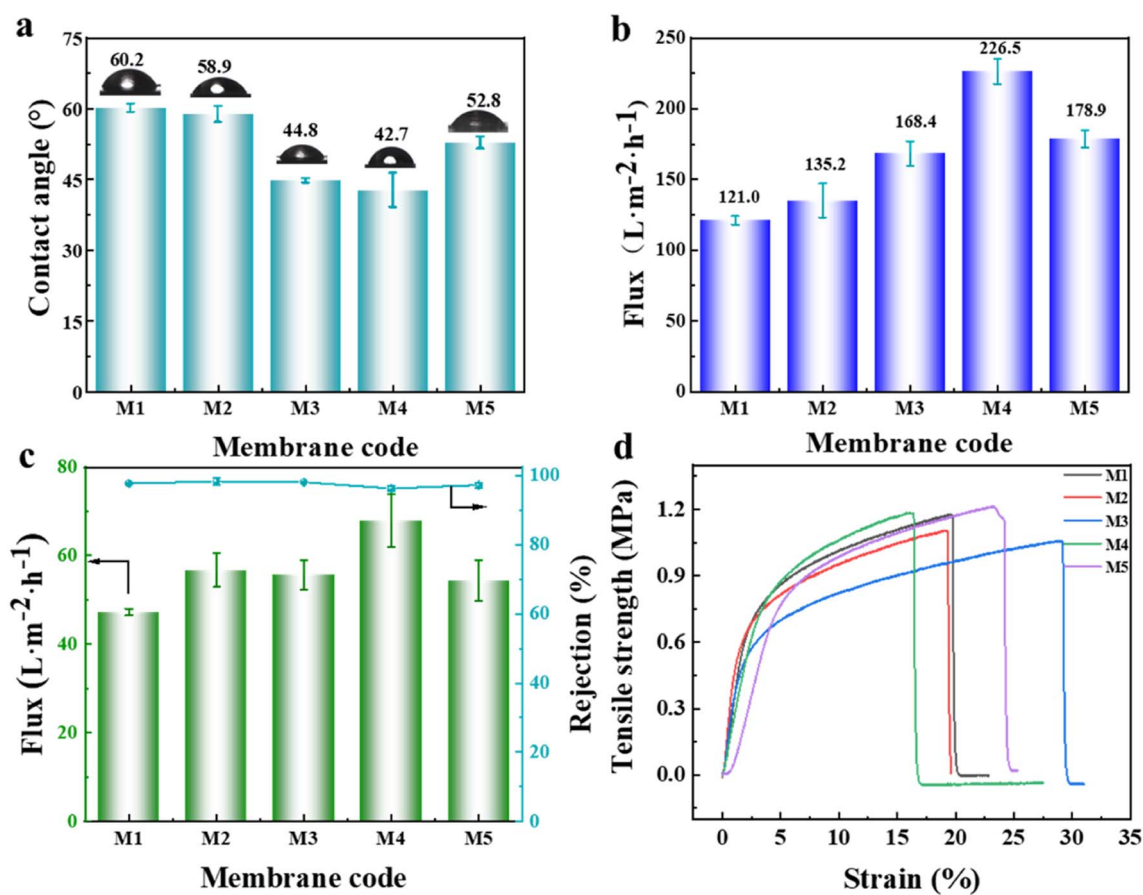 a
75
60
45
30
15
0
Contact angle (°)
60.2
58.9
44.8
42.7
52.8
M1 M2 M3 M4 M5
Membrane code
b
250
200
150
100
50
0
Flux （L·m⁻²·h⁻¹)
121.0
135.2
168.4
226.5
178.9
M1 M2 M3 M4 M5
Membrane code
c
80
60
40
20
0
Flux (L·m⁻²·h⁻¹)
100
80
60
40
20
0
Rejection (%)
M1 M2 M3 M4 M5
Membrane code
d
1.2
0.9
0.6
0.3
0.0
Tensile strength (MPa)
M1
M2
M3
M4
M5
0 5 10 15 20 25 30 35
Strain (%)